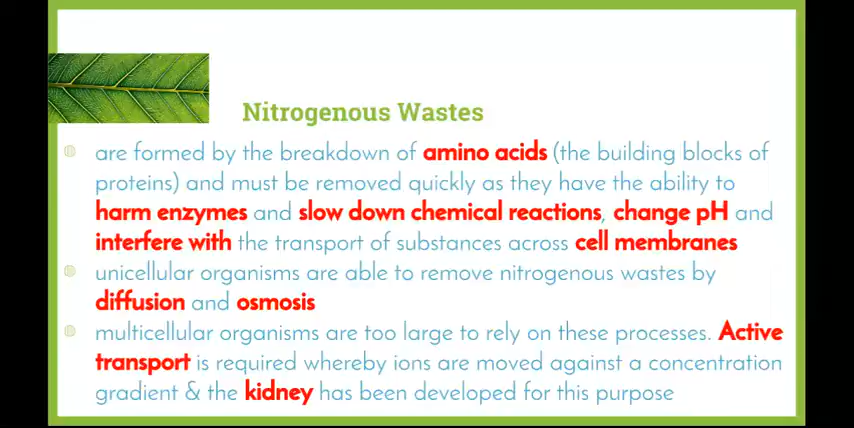 Nitrogenous Wastes
are formed by the breakdown of amino acids (the building blocks of
proteins) and must be removed quickly as they have the ability to
harm enzymes and slow down chemical reactions, change pH and
interfere with the transport of substances across cell membranes
unicellular organisms are able to remove nitrogenous wastes by
diffusion and osmosis
multicellular organisms are too large to rely on these processes. Active
transport is required whereby ions are moved against a concentration
gradient & the kidney has been developed for this purpose